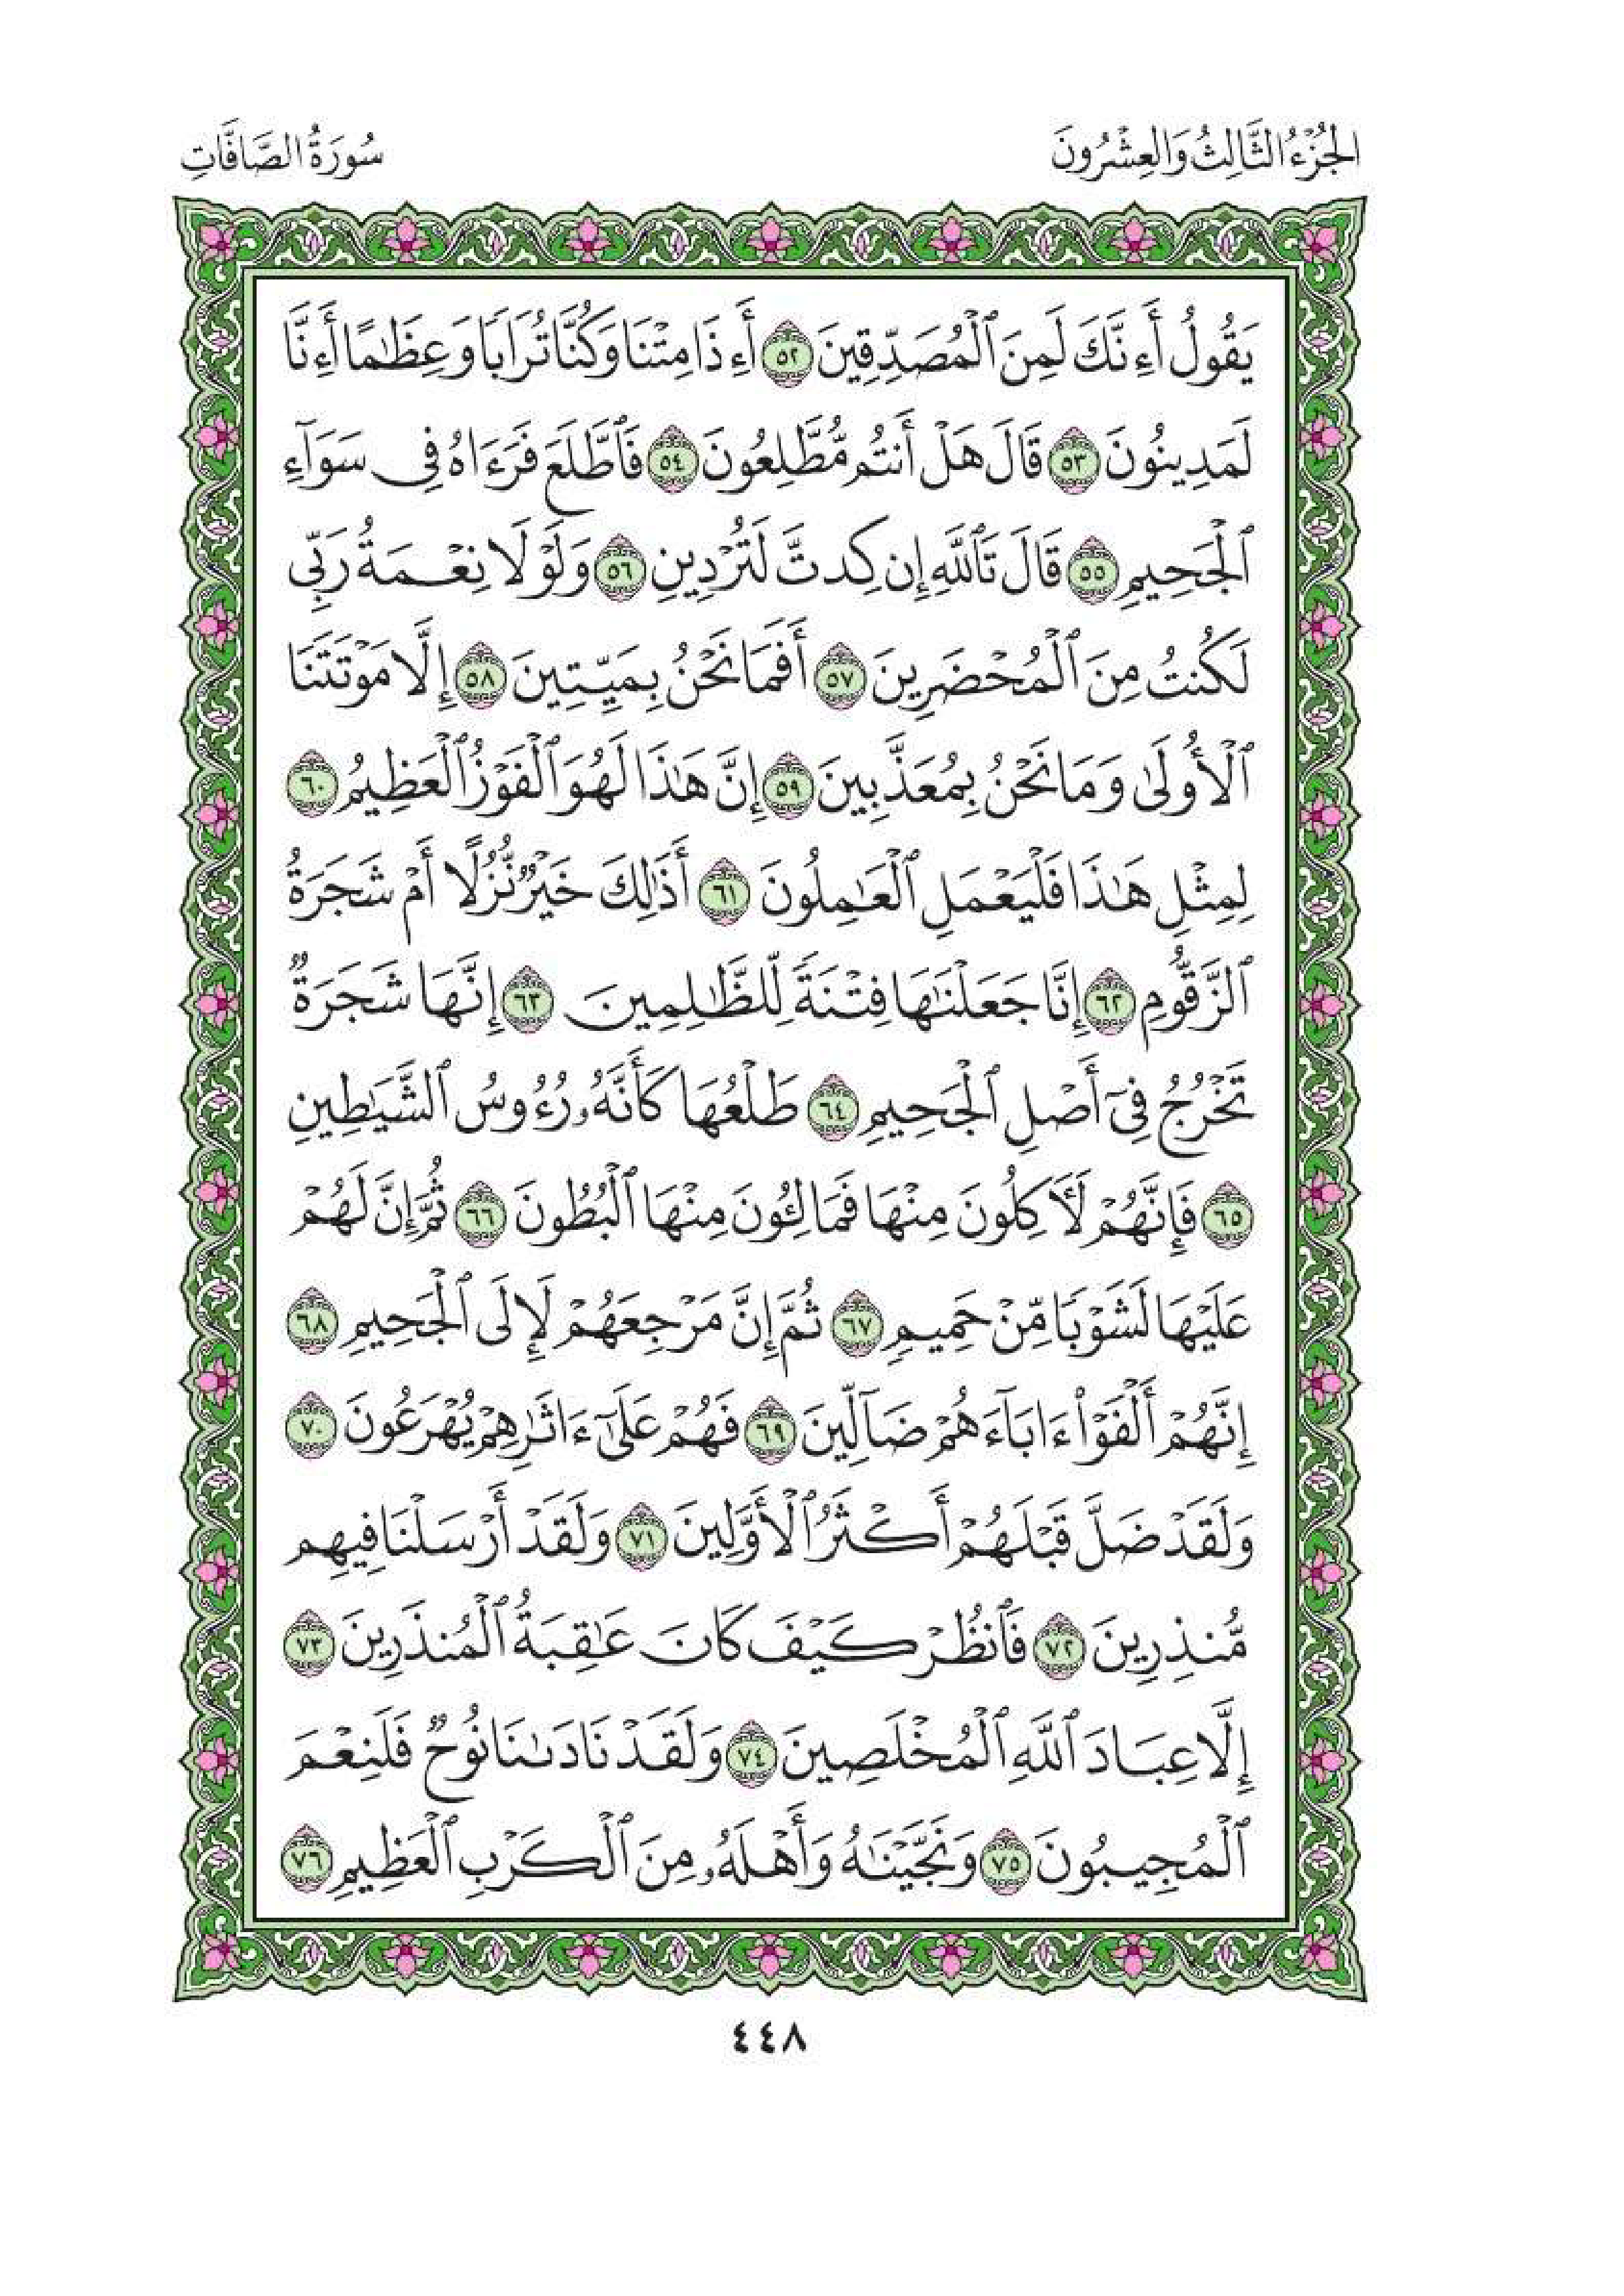 الجُزْءُ الثَّالِثُ وَالعِشْرُونَ
سُورَةُ الصَّافَّاتِ
يَقُولُ أَءِنَّكَ لَمِنَ ٱلْمُصَدِّقِينَ ٥٢ أَءِذَا مِتْنَا وَكُنَّا تُرَابًا وَعِظَٰمًا أَءِنَّا
لَمَدِينُونَ ٥٣ قَالَ هَلْ أَنتُم مُّطَّلِعُونَ ٥٤ فَٱطَّلَعَ فَرَءَاهُ فِى سَوَآءِ
ٱلْجَحِيمِ ٥٥ قَالَ تَٱللَّهِ إِن كِدتَّ لَتُرْدِينِ ٥٦ وَلَوْلَا نِعْمَةُ رَبِّى
لَكُنتُ مِنَ ٱلْمُحْضَرِينَ ٥٧ أَفَمَا نَحْنُ بِمَيِّتِينَ ٥٨ إِلَّا مَوْتَتَنَا
ٱلْأُولَىٰ وَمَا نَحْنُ بِمُعَذَّبِينَ ٥٩ إِنَّ هَٰذَا لَهُوَ ٱلْفَوْزُ ٱلْعَظِيمُ ٦٠
لِمِثْلِ هَٰذَا فَلْيَعْمَلِ ٱلْعَٰمِلُونَ ٦١ أَذَٰلِكَ خَيْرٌ نُّزُلًا أَمْ شَجَرَةُ
ٱلزَّقُّومِ ٦٢ إِنَّا جَعَلْنَٰهَا فِتْنَةً لِّلظَّٰلِمِينَ ٦٣ إِنَّهَا شَجَرَةٌ
تَخْرُجُ فِىٓ أَصْلِ ٱلْجَحِيمِ ٦٤ طَلْعُهَا كَأَنَّهُۥ رُءُوسُ ٱلشَّيَٰطِينِ
٦٥ فَإِنَّهُمْ لَءَاكِلُونَ مِنْهَا فَمَالِـُٔونَ مِنْهَا ٱلْبُطُونَ ٦٦ ثُمَّ إِنَّ لَهُمْ
عَلَيْهَا لَشَوْبًا مِّنْ حَمِيمٍ ٦٧ ثُمَّ إِنَّ مَرْجِعَهُمْ لَإِلَى ٱلْجَحِيمِ ٦٨
إِنَّهُمْ أَلْفَوْا۟ ءَابَآءَهُمْ ضَآلِّينَ ٦٩ فَهُمْ عَلَىٰٓ ءَاثَٰرِهِمْ يُهْرَعُونَ ٧٠
وَلَقَدْ ضَلَّ قَبْلَهُمْ أَكْثَرُ ٱلْأَوَّلِينَ ٧١ وَلَقَدْ أَرْسَلْنَا فِيهِم
مُّنذِرِينَ ٧٢ فَٱنظُرْ كَيْفَ كَانَ عَٰقِبَةُ ٱلْمُنذَرِينَ ٧٣
إِلَّا عِبَادَ ٱللَّهِ ٱلْمُخْلَصِينَ ٧٤ وَلَقَدْ نَادَىٰنَا نُوحٌ فَلَنِعْمَ
ٱلْمُجِيبُونَ ٧٥ وَنَجَّيْنَٰهُ وَأَهْلَهُۥ مِنَ ٱلْكَرْبِ ٱلْعَظِيمِ ٧٦
٤٤٨